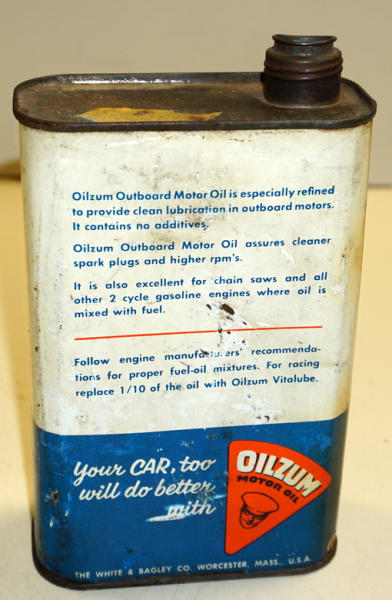 Oilzum Outboard Motor Oil is especially refined
to provide clean lubrication in outboard motors.
It contains no additives.
Oilzum Outboard Motor Oil assures cleaner
spark plugs and higher rpm's.
It is also excellent for chain saws and all
other 2 cycle gasoline engines where oil is
mixed with fuel.
Follow engine manufacturers' recommenda-
tions for proper fuel-oil mixtures. For racing
replace 1/10 of the oil with Oilzum Vitalube.
Your CAR, too
will do better
with
OILZUM
MOTOR OIL
THE WHITE & BAGLEY CO. WORCESTER, MASS., U.S.A.